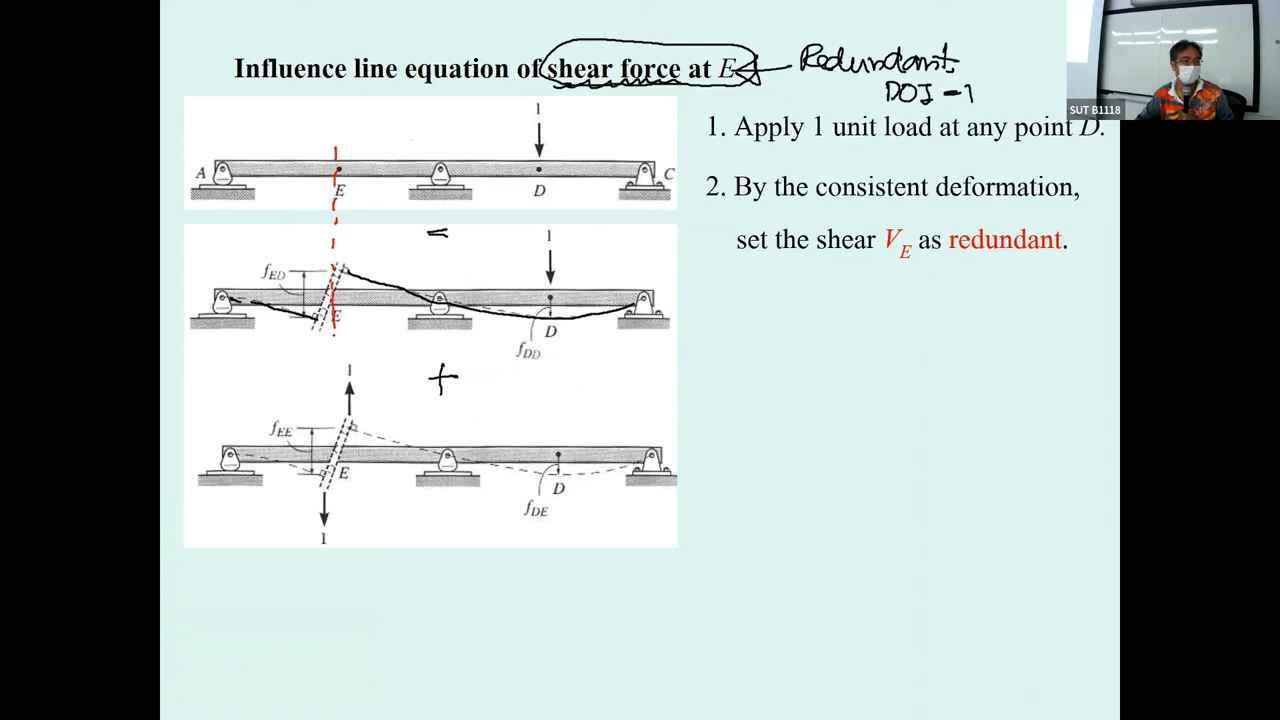 Influence line equation of shear force at E
Redundant
DOI = 1
SUT B1118
1. Apply 1 unit load at any point D.
2. By the consistent deformation,
set the shear V_E as redundant.
1
A
E
D
C
=
1
f_ED
E
D
f_DD
+
1
f_EE
E
D
f_DE
1